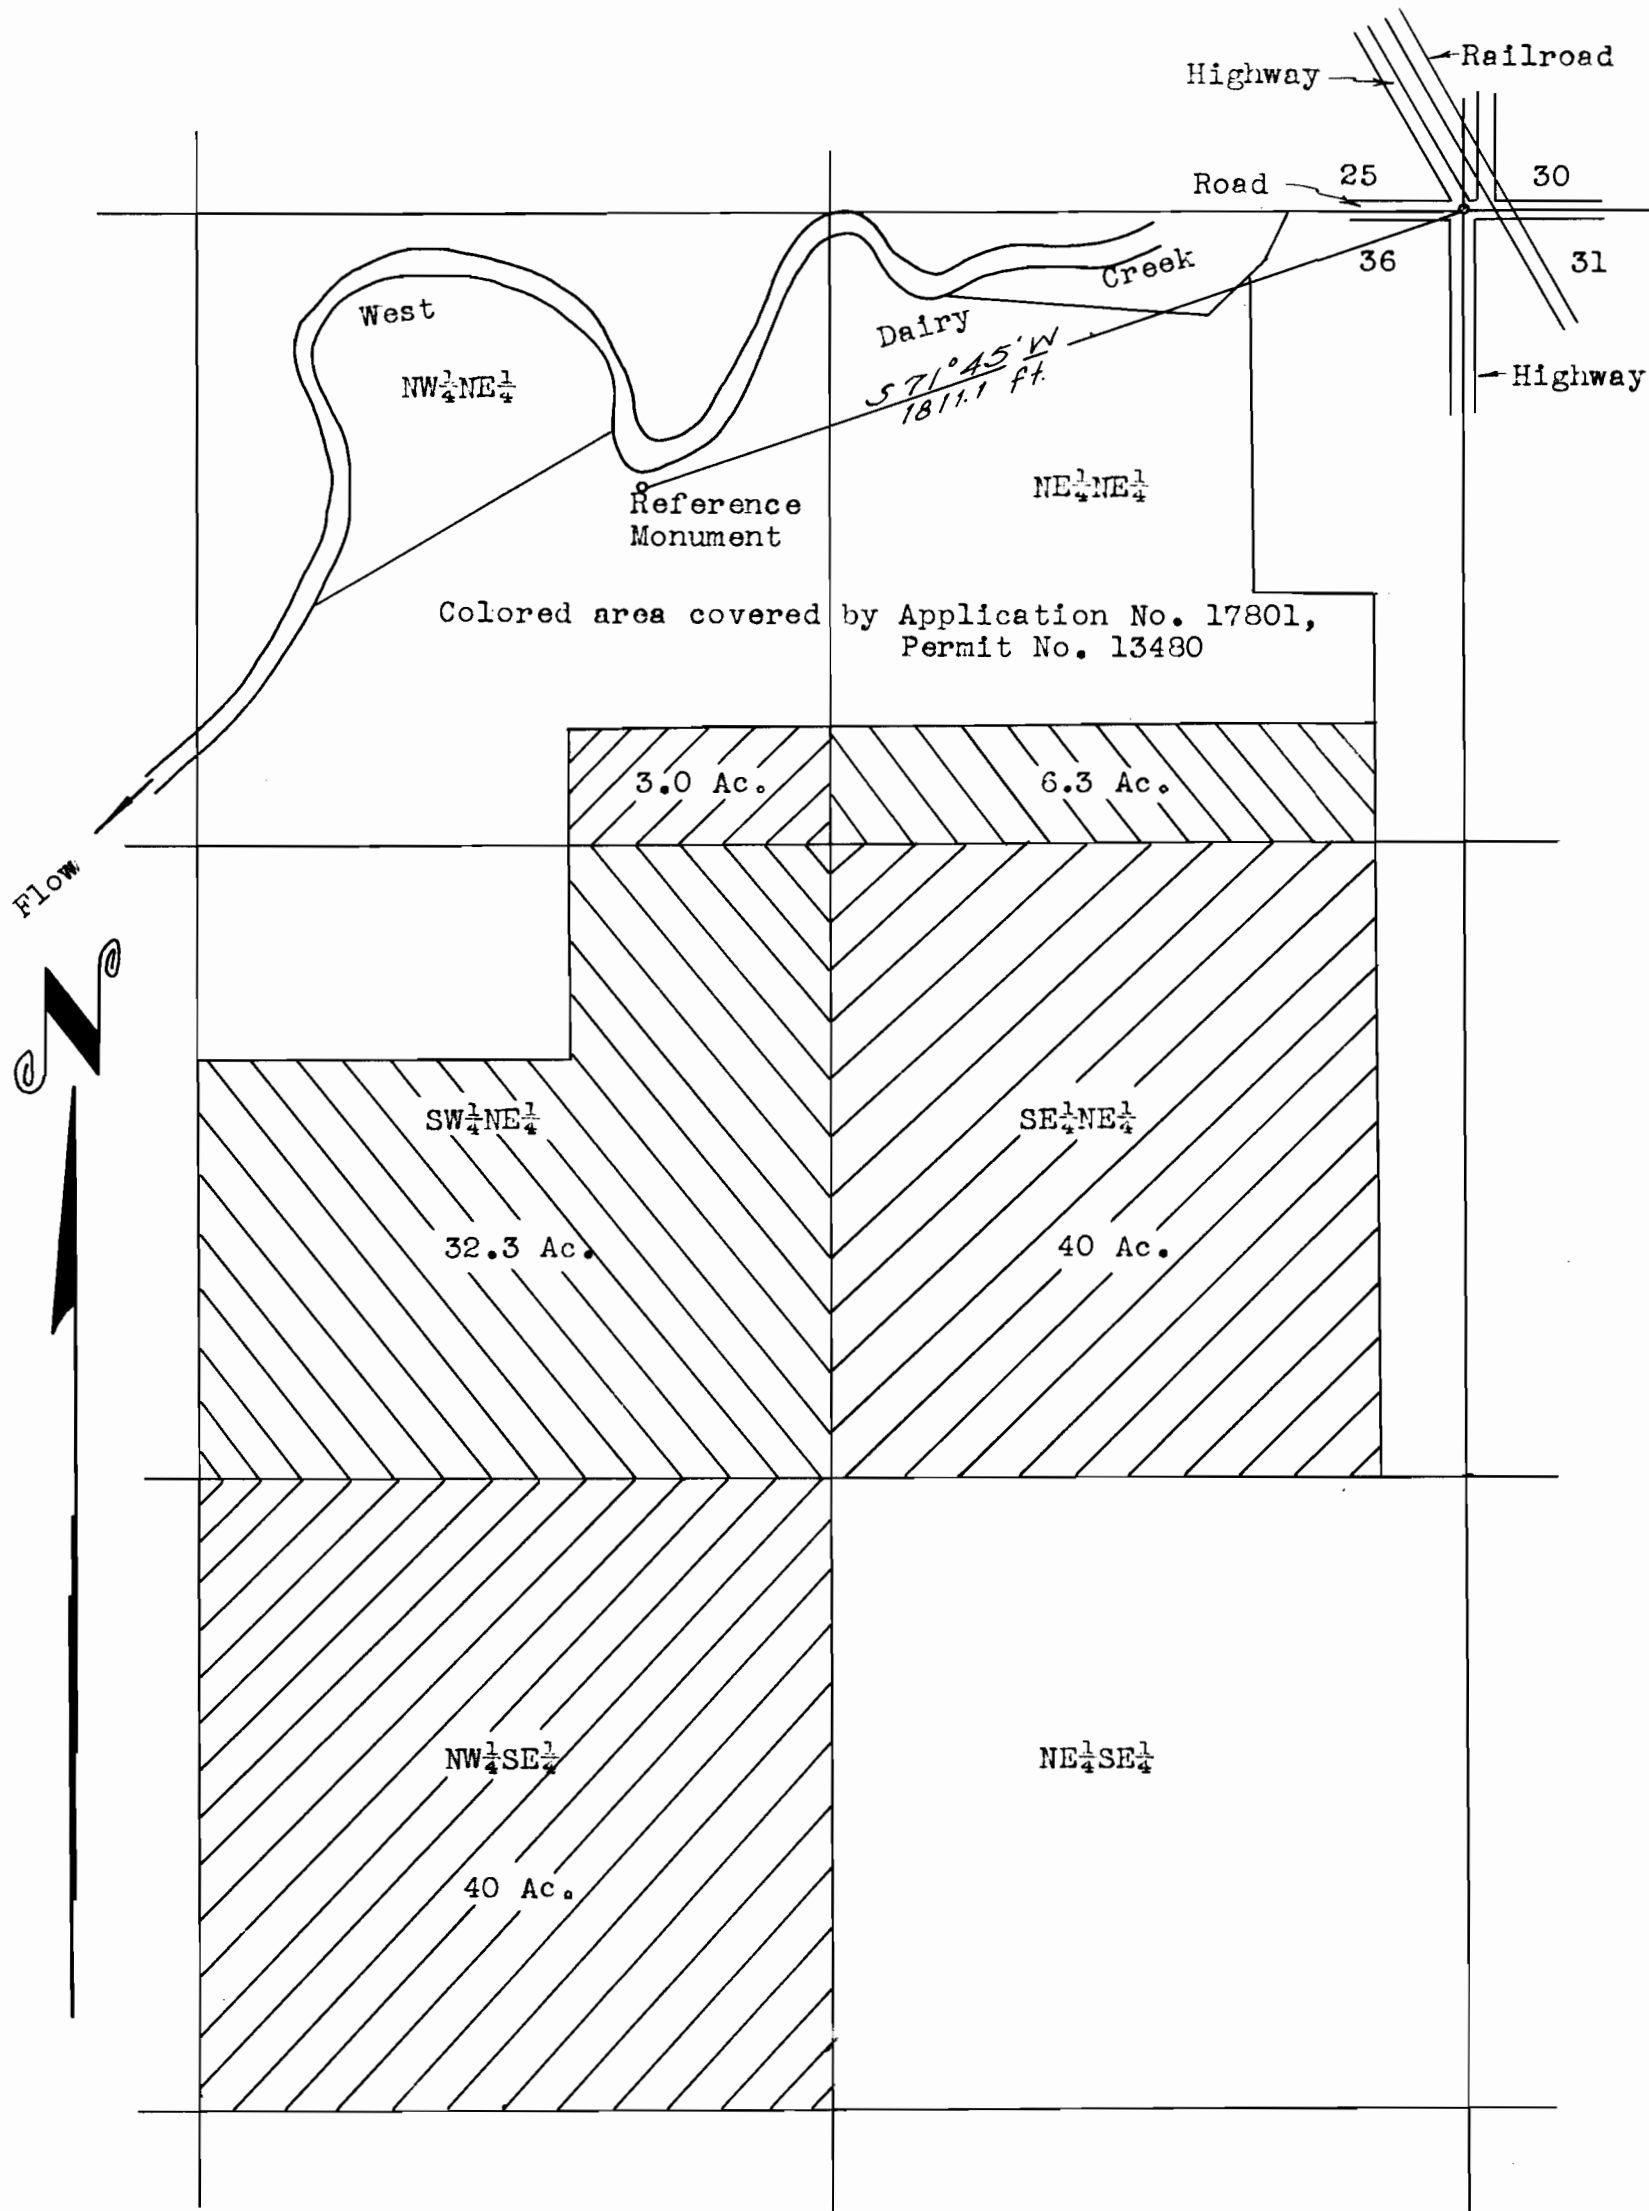 Railroad
Highway
Road
25
30
36
31
Highway
West
Dairy
Creek
S 71° 45' W
1811.1 ft.
NW¼NE¼
NE¼NE¼
Reference
Monument
Colored area covered by Application No. 17801,
Permit No. 13480
3.0 Ac.
6.3 Ac.
Flow
N
SW¼NE¼
SE¼NE¼
32.3 Ac.
40 Ac.
NW¼SE¼
NE¼SE¼
40 Ac.